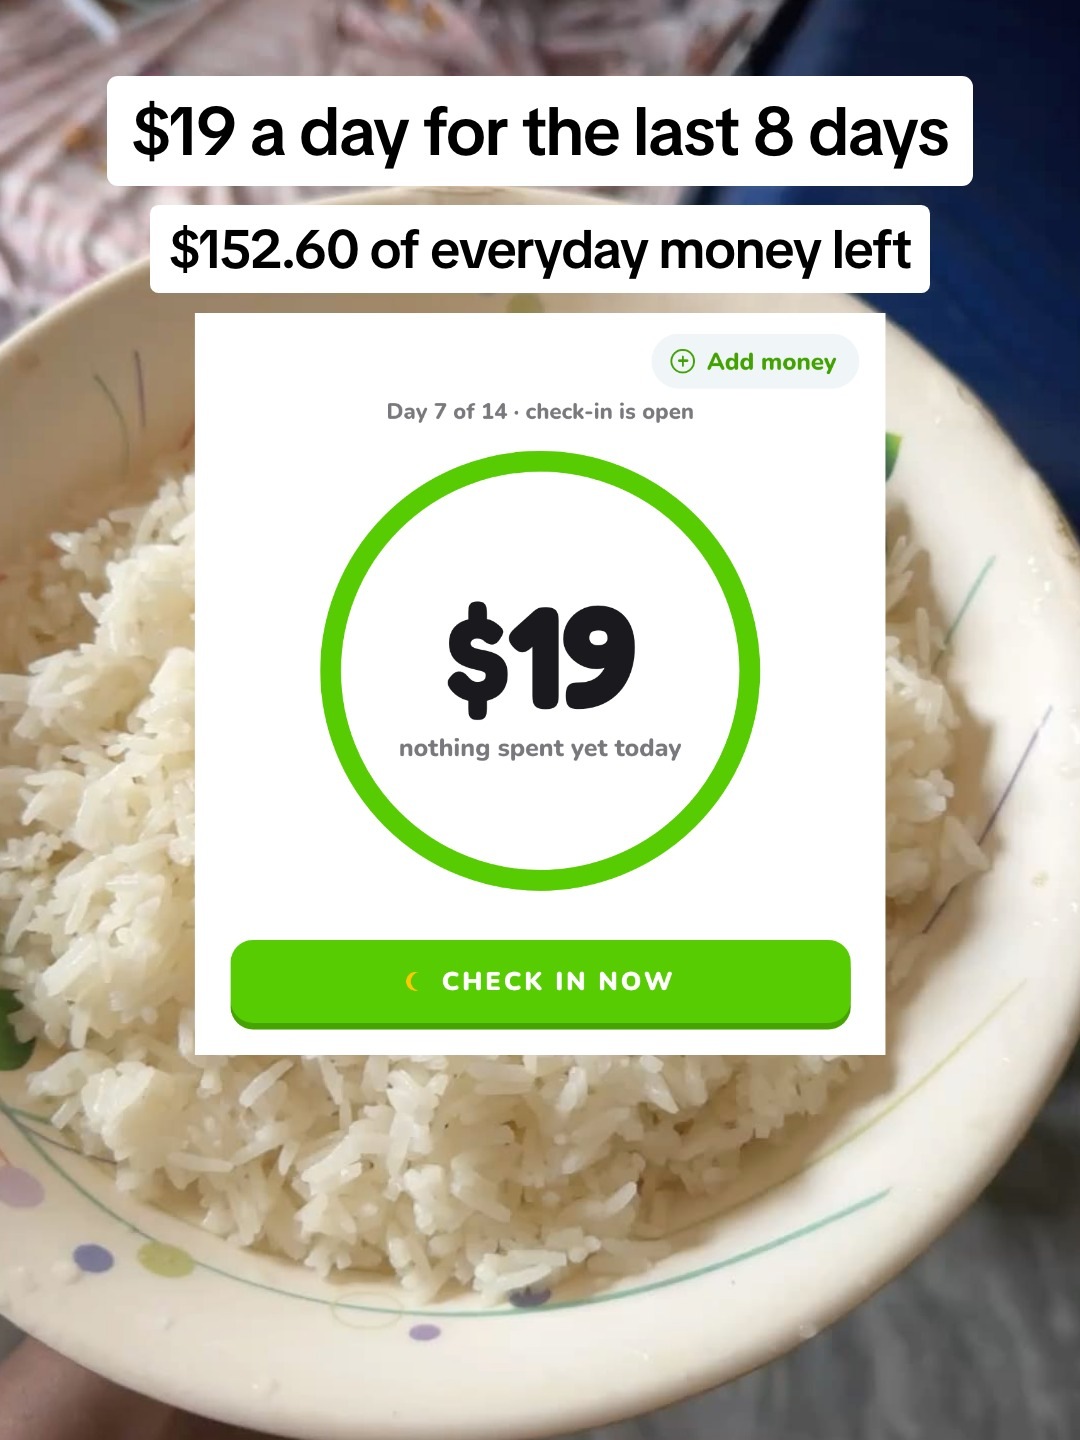 $19 a day for the last 8 days
$152.60 of everyday money left
Add money
Day 7 of 14 · check-in is open
$19
nothing spent yet today
CHECK IN NOW